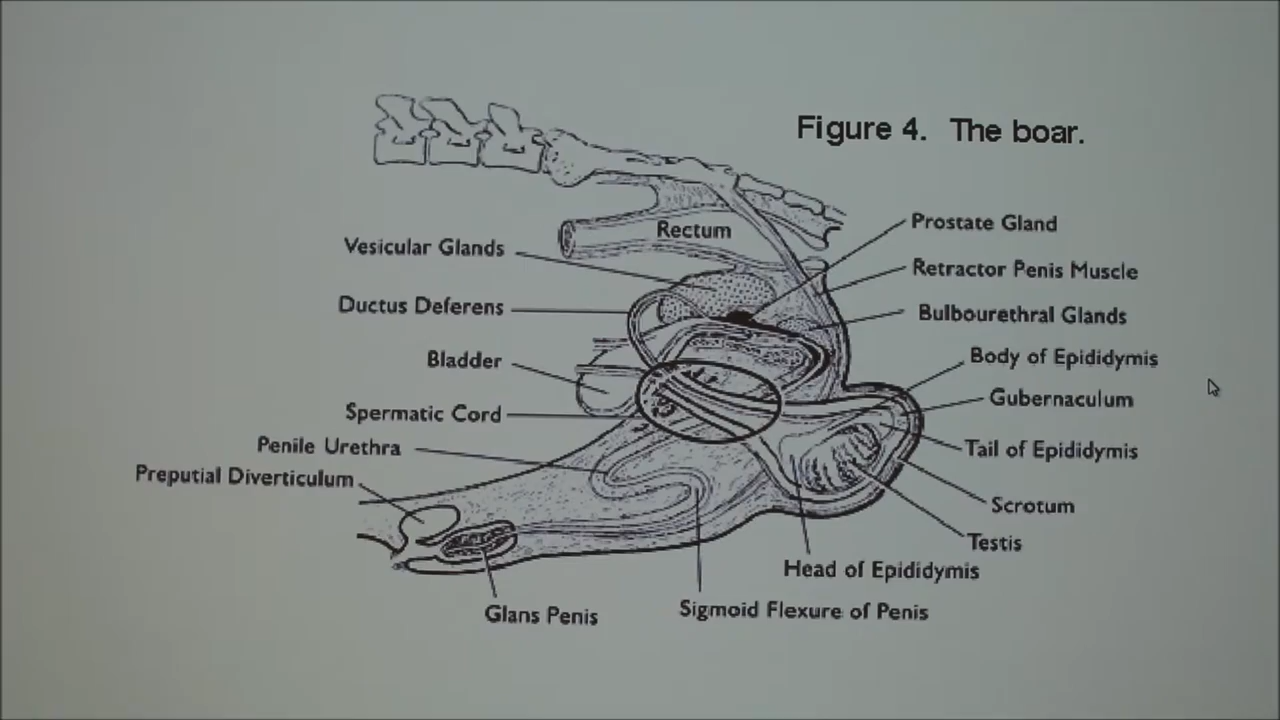 Figure 4. The boar.
Prostate Gland
Rectum
Vesicular Glands
Retractor Penis Muscle
Ductus Deferens
Bulbourethral Glands
Bladder
Body of Epididymis
Gubernaculum
Spermatic Cord
Penile Urethra
Tail of Epididymis
Preputial Diverticulum
Scrotum
Testis
Head of Epididymis
Glans Penis
Sigmoid Flexure of Penis